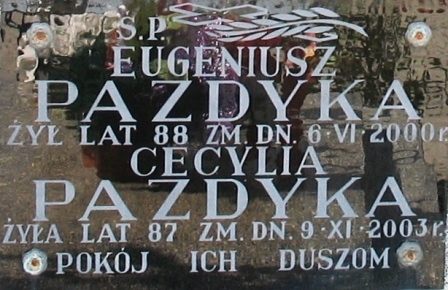 Ś.P.
EUGENIUSZ
PAZDYKA
ŻYŁ LAT 88 ZM. DN. 6·VI·2000r.
CECYLIA
PAZDYKA
ŻYŁA LAT 87 ZM. DN. 9·XI·2003r.
POKÓJ ICH DUSZOM